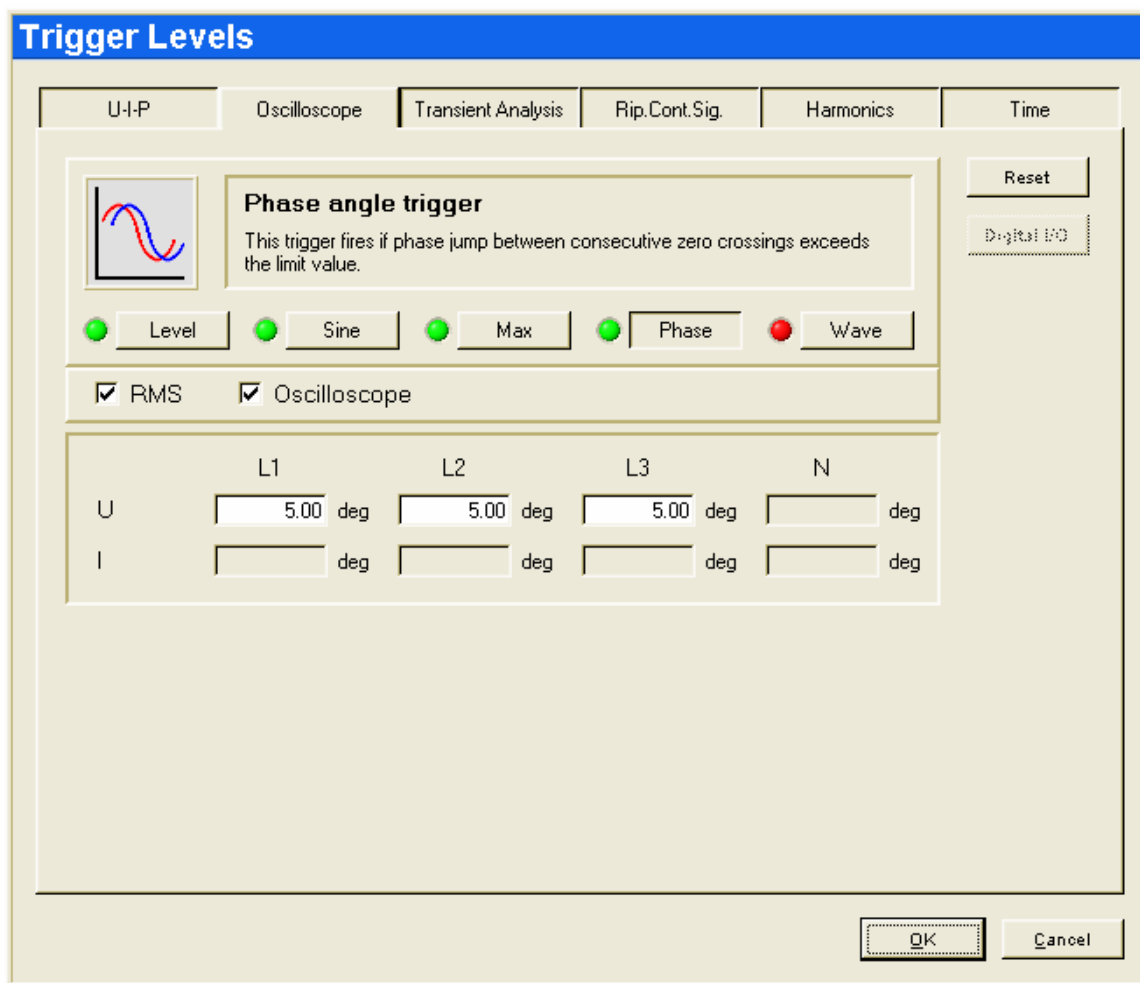 Trigger Levels
U-I-P Oscilloscope Transient Analysis Rip.Cont.Sig. Harmonics Time
Phase angle trigger
This trigger fires if phase jump between consecutive zero crossings exceeds
the limit value.
Reset
Digital I/O
Level Sine Max Phase Wave
RMS Oscilloscope
L1 L2 L3 N
U 5.00 deg 5.00 deg 5.00 deg deg
I deg deg deg deg
OK Cancel